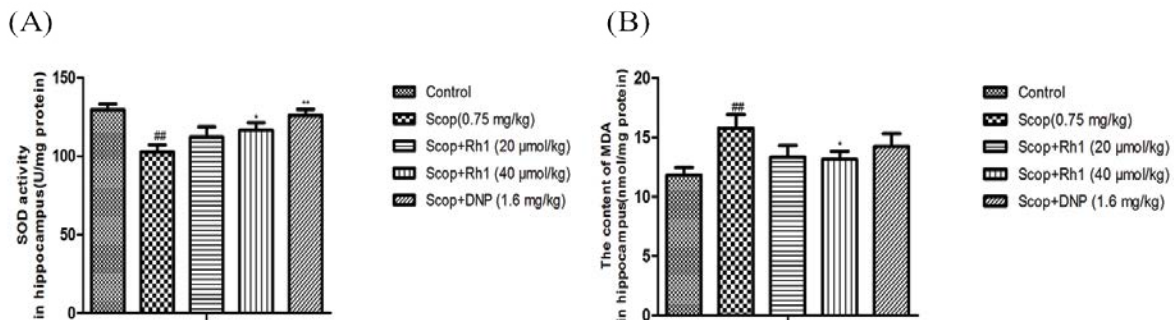 (A)
SOD activity
in hippocampus(U/mg protein)
150
100
50
0
##
*
**
Control
Scop(0.75 mg/kg)
Scop+Rh1 (20 μmol/kg)
Scop+Rh1 (40 μmol/kg)
Scop+DNP (1.6 mg/kg)
(B)
The content of MDA
in hippocampus(nmol/mg protein)
20
15
10
5
0
##
*
Control
Scop(0.75 mg/kg)
Scop+Rh1 (20 μmol/kg)
Scop+Rh1 (40 μmol/kg)
Scop+DNP (1.6 mg/kg)